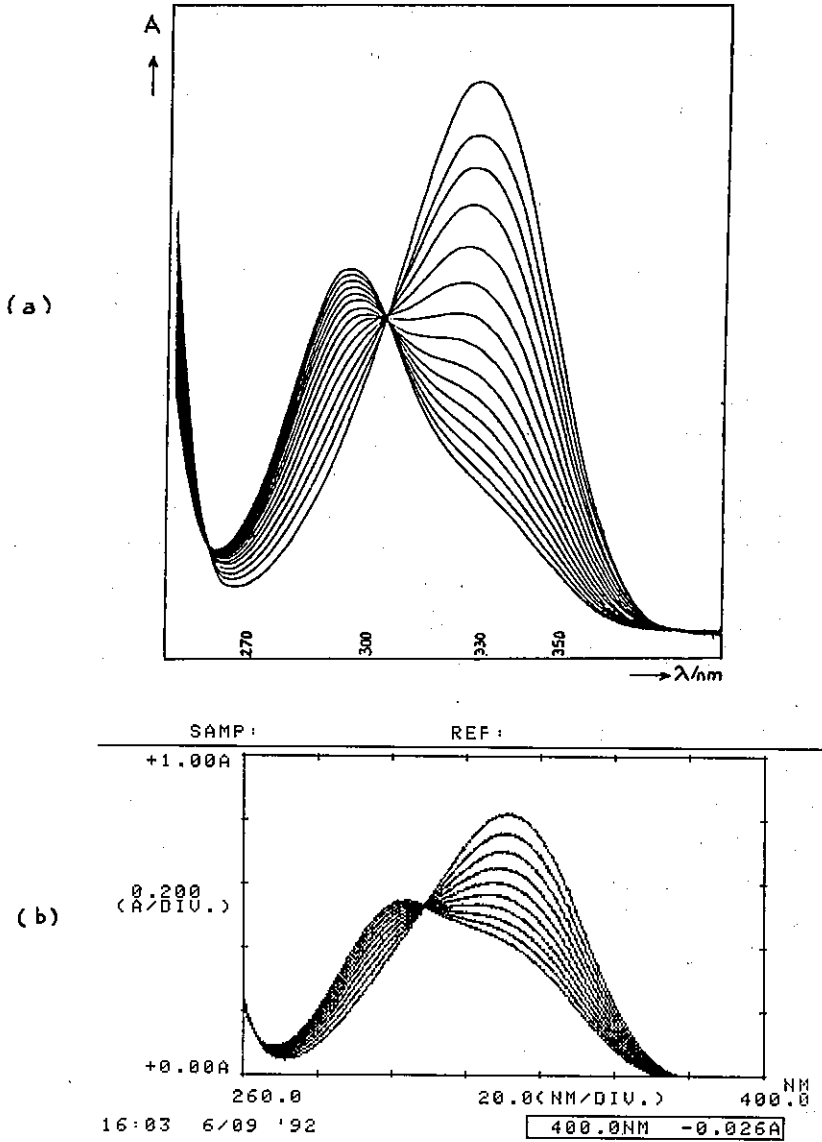 A
(a)
270 300 330 350
λ/nm
SAMP: REF:
+1.00A
0.200
(A/DIV.)
(b)
+0.00A
NM
260.0 20.0(NM/DIV.) 400.0
16:03 6/09 '92 400.0NM -0.026A